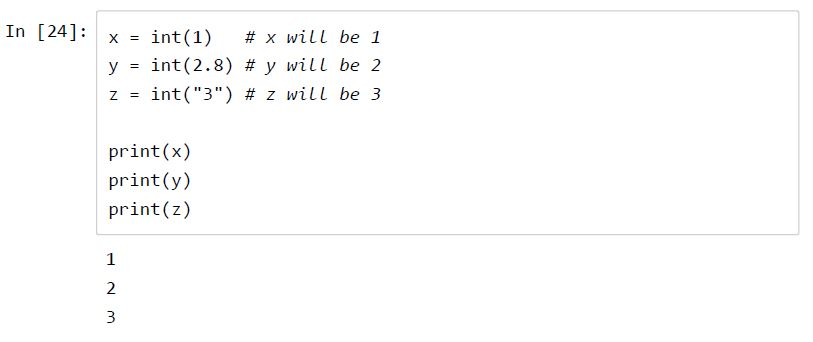 In [24]:
x = int(1)   # x will be 1
y = int(2.8) # y will be 2
z = int("3") # z will be 3
print(x)
print(y)
print(z)
1
2
3